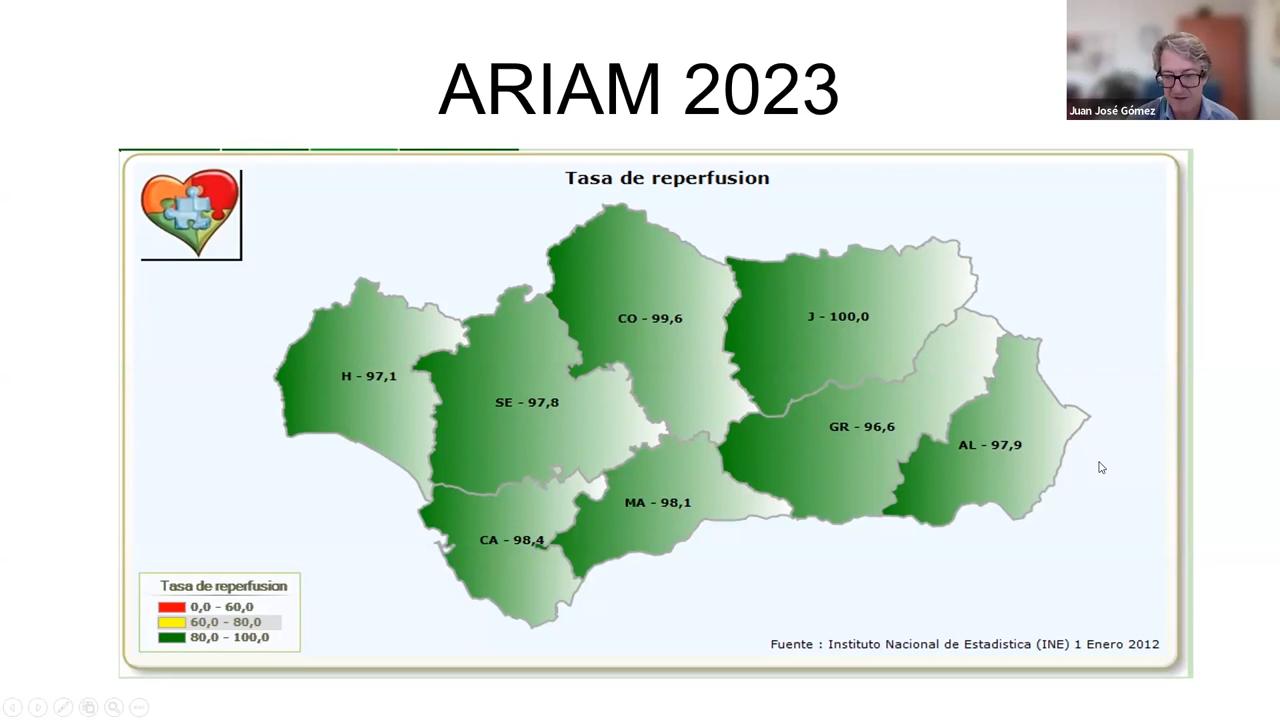 ARIAM 2023
Juan José Gómez
Tasa de reperfusion
CO - 99,6
J - 100,0
H - 97,1
SE - 97,8
GR - 96,6
AL - 97,9
MA - 98,1
CA - 98,4
Tasa de reperfusion
0,0 - 60,0
60,0 - 80,0
80,0 - 100,0
Fuente : Instituto Nacional de Estadistica (INE) 1 Enero 2012